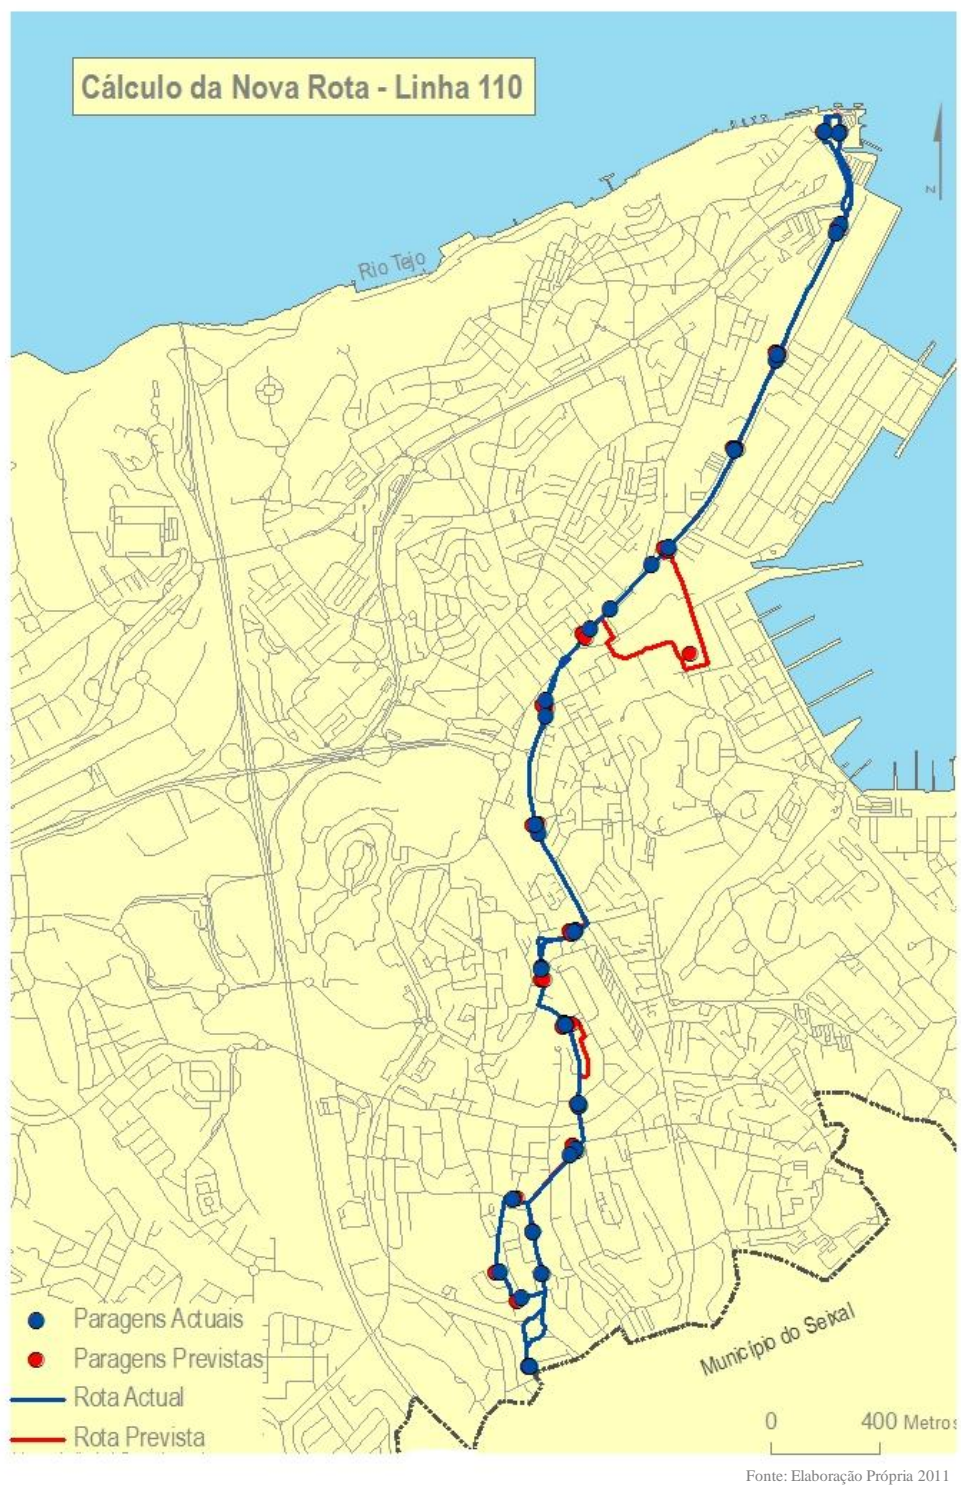 Cálculo da Nova Rota - Linha 110
N
Rio Tejo
Paragens Actuais
Paragens Previstas
Rota Actual
Rota Prevista
Município do Seixal
0 400 Metros
Fonte: Elaboração Própria 2011